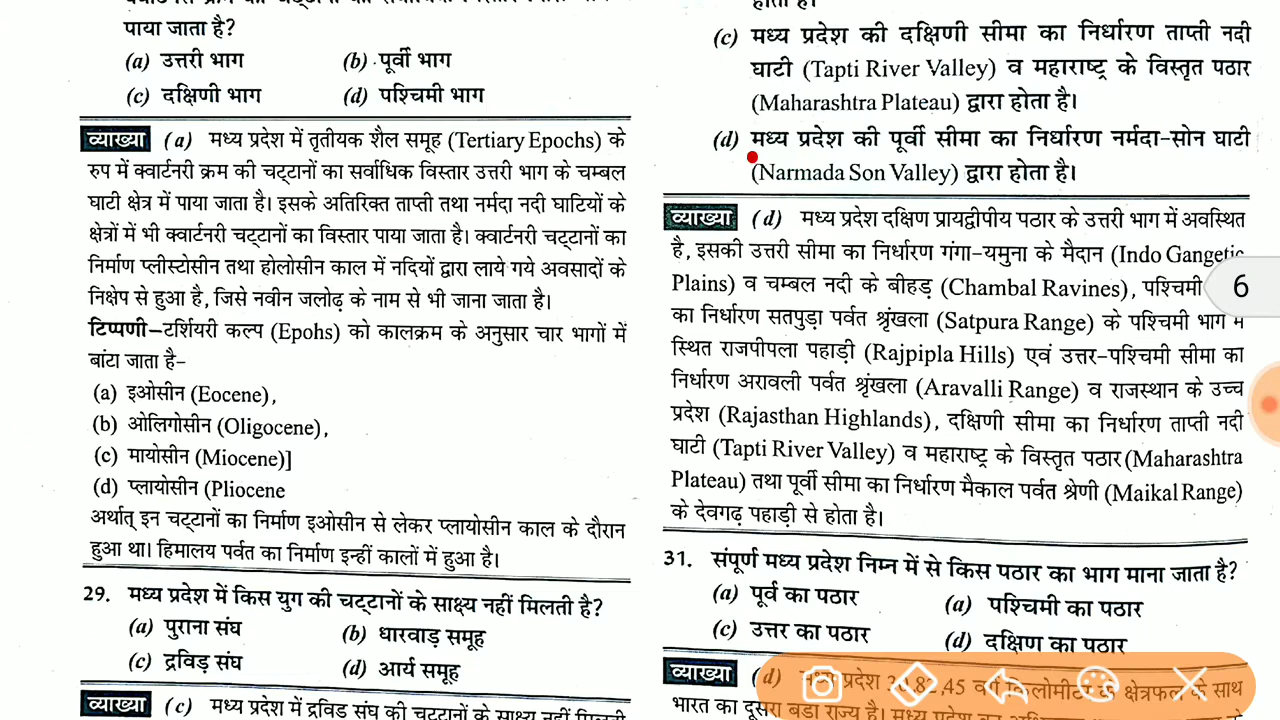 पाया जाता है?
(a) उत्तरी भाग (b) पूर्वी भाग
(c) दक्षिणी भाग (d) पश्चिमी भाग
व्याख्या (a) मध्य प्रदेश में तृतीयक शैल समूह (Tertiary Epochs) के
रुप में क्वार्टनरी क्रम की चट्टानों का सर्वाधिक विस्तार उत्तरी भाग के चम्बल
घाटी क्षेत्र में पाया जाता है। इसके अतिरिक्त ताप्ती तथा नर्मदा नदी घाटियों के
क्षेत्रों में भी क्वार्टनरी चट्टानों का विस्तार पाया जाता है। क्वार्टनरी चट्टानों का
निर्माण प्लीस्टोसीन तथा होलोसीन काल में नदियों द्वारा लाये गये अवसादों के
निक्षेप से हुआ है, जिसे नवीन जलोढ़ के नाम से भी जाना जाता है।
टिप्पणी–टर्शियरी कल्प (Epohs) को कालक्रम के अनुसार चार भागों में
बांटा जाता है–
(a) इओसीन (Eocene),
(b) ओलिगोसीन (Oligocene),
(c) मायोसीन (Miocene)]
(d) प्लायोसीन (Pliocene
अर्थात् इन चट्टानों का निर्माण इओसीन से लेकर प्लायोसीन काल के दौरान
हुआ था। हिमालय पर्वत का निर्माण इन्हीं कालों में हुआ है।
29. मध्य प्रदेश में किस युग की चट्टानों के साक्ष्य नहीं मिलती है?
(a) पुराना संघ (b) धारवाड़ समूह
(c) द्रविड़ संघ (d) आर्य समूह
व्याख्या (c) मध्य प्रदेश में द्रविड संघ की चट्टानों के साक्ष्य नहीं मिलती
होता है।
(c) मध्य प्रदेश की दक्षिणी सीमा का निर्धारण ताप्ती नदी
घाटी (Tapti River Valley) व महाराष्ट्र के विस्तृत पठार
(Maharashtra Plateau) द्वारा होता है।
(d) मध्य प्रदेश की पूर्वी सीमा का निर्धारण नर्मदा-सोन घाटी
(Narmada Son Valley) द्वारा होता है।
व्याख्या (d) मध्य प्रदेश दक्षिण प्रायद्वीपीय पठार के उत्तरी भाग में अवस्थित
है, इसकी उत्तरी सीमा का निर्धारण गंगा-यमुना के मैदान (Indo Gangetic
Plains) व चम्बल नदी के बीहड़ (Chambal Ravines), पश्चिमी
का निर्धारण सतपुड़ा पर्वत श्रृंखला (Satpura Range) के पश्चिमी भाग में
स्थित राजपीपला पहाड़ी (Rajpipla Hills) एवं उत्तर-पश्चिमी सीमा का
निर्धारण अरावली पर्वत श्रृंखला (Aravalli Range) व राजस्थान के उच्च
प्रदेश (Rajasthan Highlands), दक्षिणी सीमा का निर्धारण ताप्ती नदी
घाटी (Tapti River Valley) व महाराष्ट्र के विस्तृत पठार (Maharashtra
Plateau) तथा पूर्वी सीमा का निर्धारण मैकाल पर्वत श्रेणी (Maikal Range)
के देवगढ़ पहाड़ी से होता है।
31. संपूर्ण मध्य प्रदेश निम्न में से किस पठार का भाग माना जाता है?
(a) पूर्व का पठार (a) पश्चिमी का पठार
(c) उत्तर का पठार (d) दक्षिण का पठार
व्याख्या (d) मध्य प्रदेश वर्ग किलोमीटर के क्षेत्रफल के साथ
भारत का दूसरा बडा राज्य है।
6